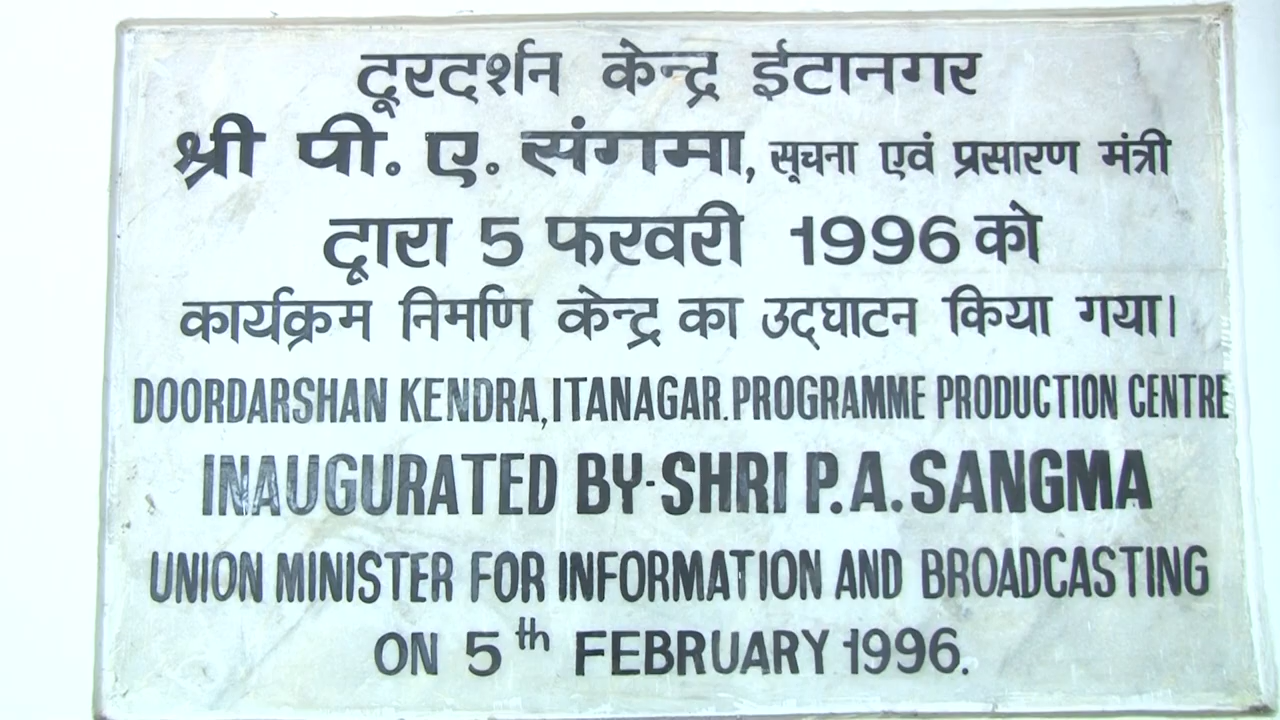 दूरदर्शन केन्द्र ईटानगर
श्री पी. ए. संगमा, सूचना एवं प्रसारण मंत्री
द्वारा 5 फरवरी 1996 को
कार्यक्रम निमणि केन्द्र का उद्घाटन किया गया।
DOORDARSHAN KENDRA, ITANAGAR. PROGRAMME PRODUCTION CENTRE
INAUGURATED BY-SHRI P.A. SANGMA
UNION MINISTER FOR INFORMATION AND BROADCASTING
ON 5th FEBRUARY 1996.